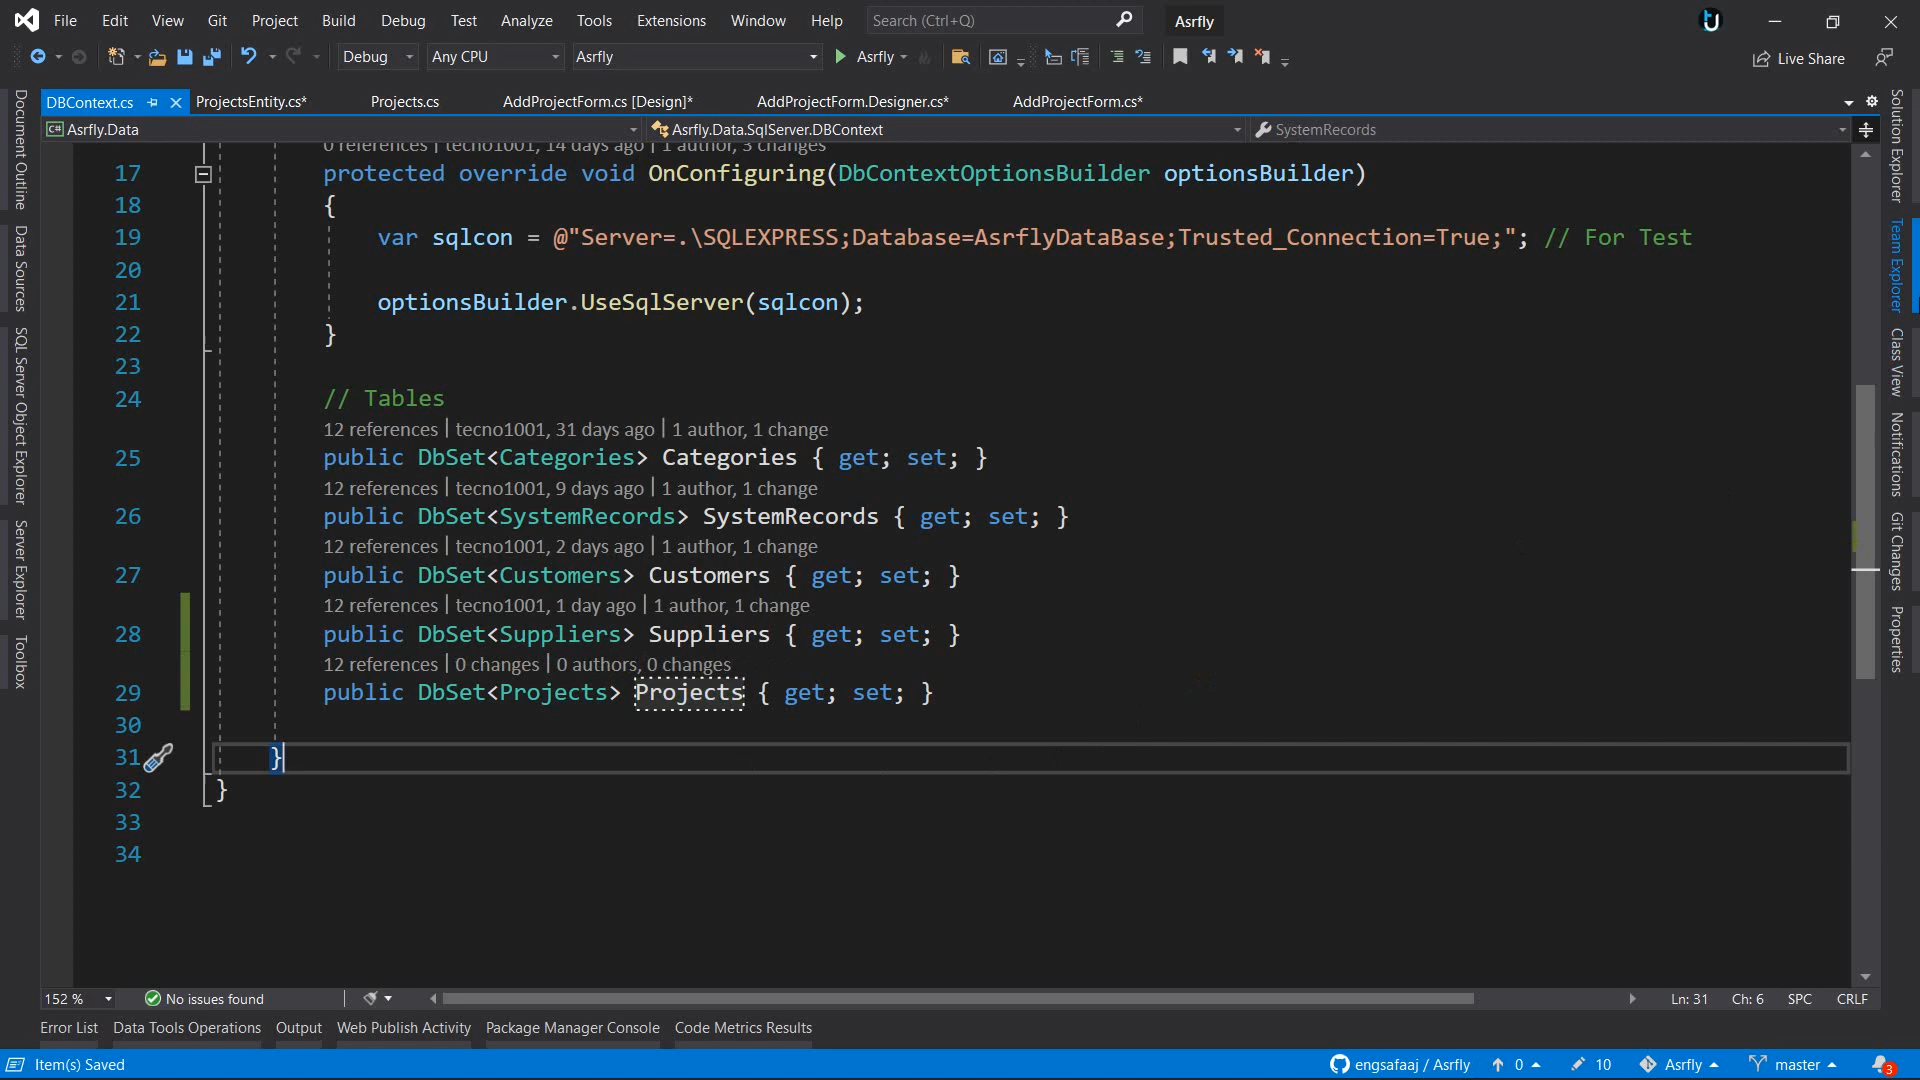 File Edit View Git Project Build Debug Test Analyze Tools Extensions Window Help Search (Ctrl+Q) Asrfly
Debug Any CPU Asrfly Asrfly Live Share
DBContext.cs ProjectsEntity.cs* Projects.cs AddProjectForm.cs [Design]* AddProjectForm.Designer.cs* AddProjectForm.cs*
C# Asrfly.Data Asrfly.Data.SqlServer.DBContext SystemRecords
0 references | tecno1001, 14 days ago | 1 author, 3 changes
17 protected override void OnConfiguring(DbContextOptionsBuilder optionsBuilder)
18 {
19 var sqlcon = @"Server=.\SQLEXPRESS;Database=AsrflyDataBase;Trusted_Connection=True;"; // For Test
20
21 optionsBuilder.UseSqlServer(sqlcon);
22 }
23
24 // Tables
12 references | tecno1001, 31 days ago | 1 author, 1 change
25 public DbSet<Categories> Categories { get; set; }
12 references | tecno1001, 9 days ago | 1 author, 1 change
26 public DbSet<SystemRecords> SystemRecords { get; set; }
12 references | tecno1001, 2 days ago | 1 author, 1 change
27 public DbSet<Customers> Customers { get; set; }
12 references | tecno1001, 1 day ago | 1 author, 1 change
28 public DbSet<Suppliers> Suppliers { get; set; }
12 references | 0 changes | 0 authors, 0 changes
29 public DbSet<Projects> Projects { get; set; }
30
31 }
32 }
33
34
Document Outline
Data Sources
SQL Server Object Explorer
Server Explorer
Toolbox
Solution Explorer
Team Explorer
Class View
Notifications
Git Changes
Properties
152 % No issues found Ln: 31 Ch: 6 SPC CRLF
Error List Data Tools Operations Output Web Publish Activity Package Manager Console Code Metrics Results
Item(s) Saved engsafaaj / Asrfly 0 10 Asrfly master 3